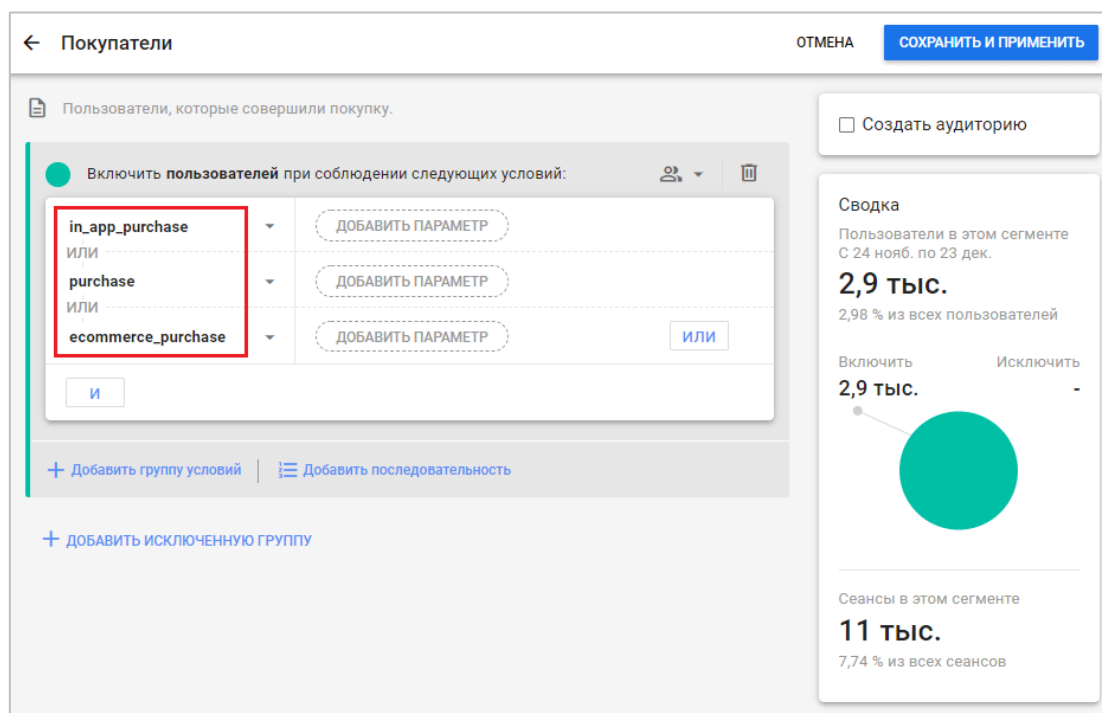 Покупатели
ОТМЕНА
СОХРАНИТЬ И ПРИМЕНИТЬ
Пользователи, которые совершили покупку.
Включить пользователей при соблюдении следующих условий:
in_app_purchase
ДОБАВИТЬ ПАРАМЕТР
ИЛИ
purchase
ДОБАВИТЬ ПАРАМЕТР
ИЛИ
ecommerce_purchase
ДОБАВИТЬ ПАРАМЕТР
ИЛИ
И
Добавить группу условий
Добавить последовательность
ДОБАВИТЬ ИСКЛЮЧЕННУЮ ГРУППУ
Создать аудиторию
Сводка
Пользователи в этом сегменте
С 24 нояб. по 23 дек.
2,9 тыс.
2,98 % из всех пользователей
Включить Исключить
2,9 тыс. -
Сеансы в этом сегменте
11 тыс.
7,74 % из всех сеансов